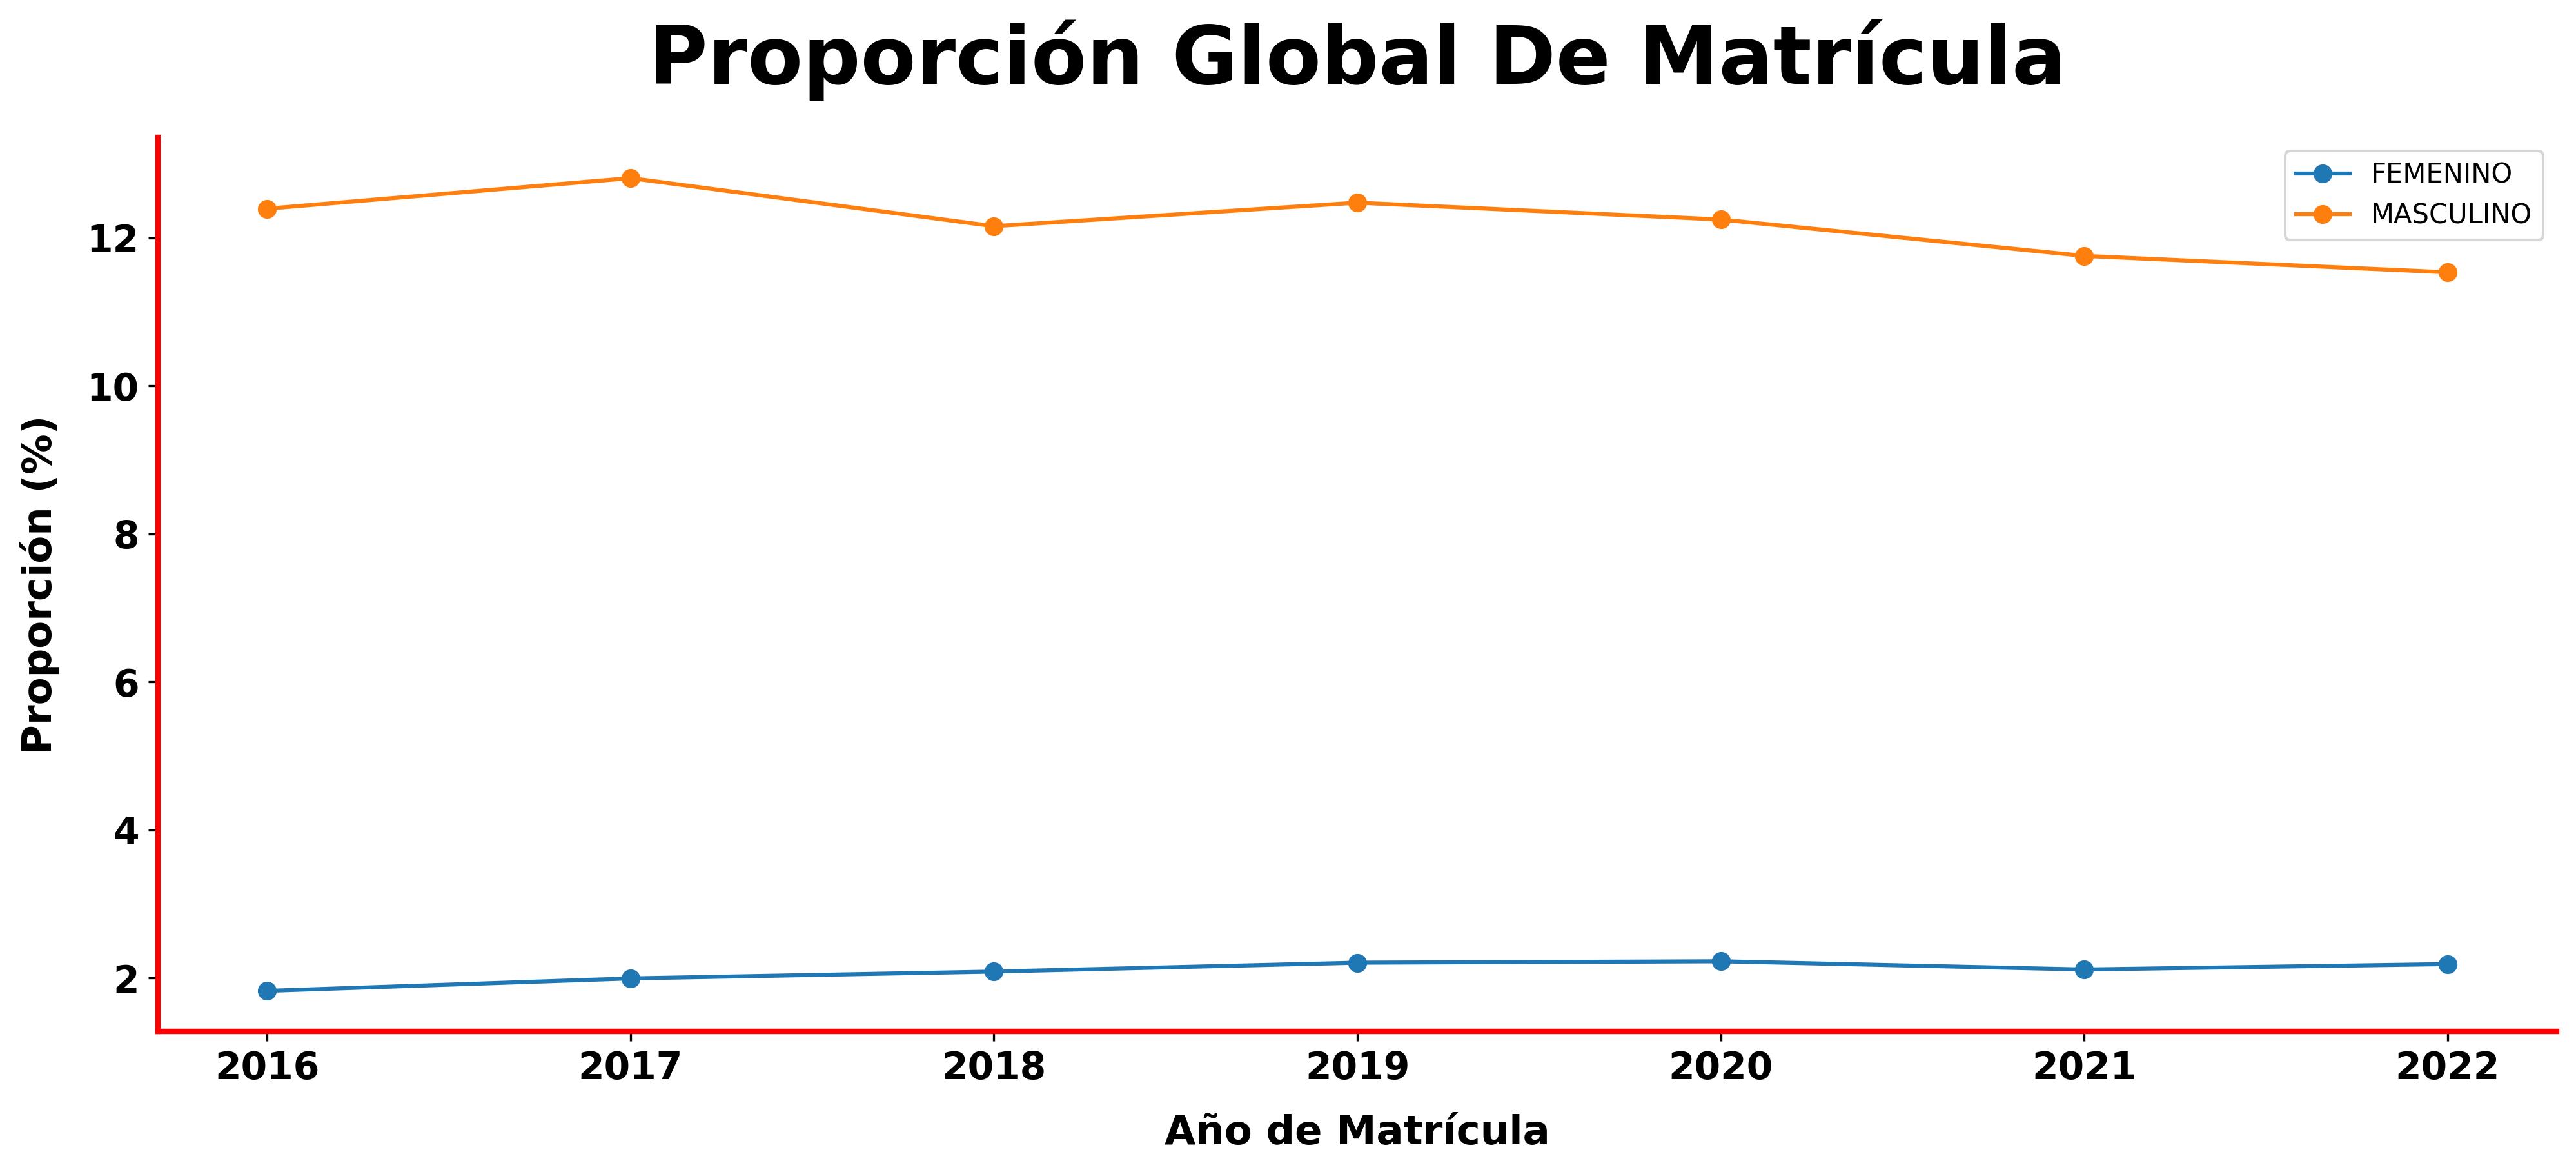 Proporción Global De Matrícula
FEMENINO
MASCULINO
12
10
8
6
4
2
Proporción (%)
2016 2017 2018 2019 2020 2021 2022
Año de Matrícula